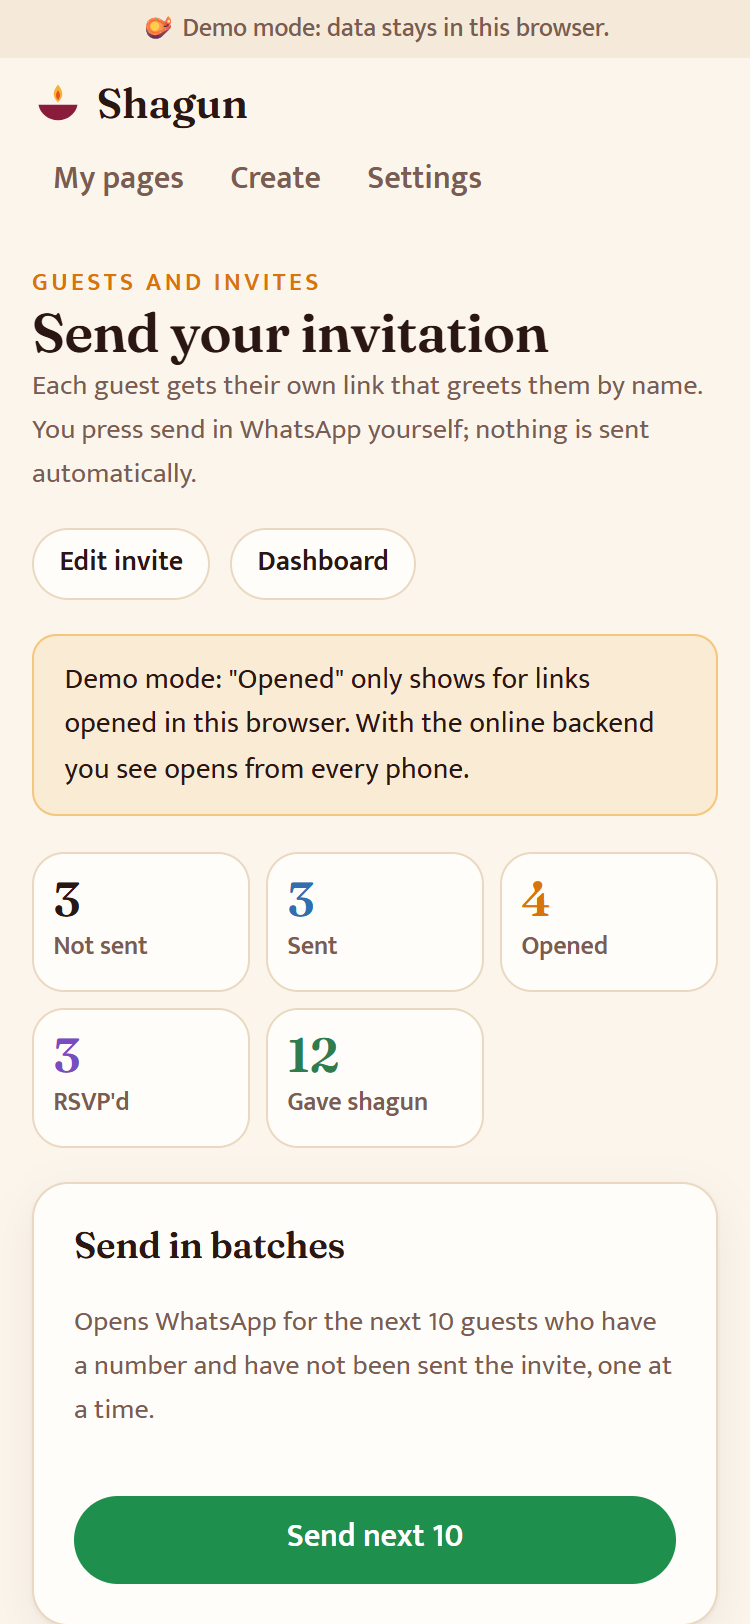 Demo mode: data stays in this browser.
Shagun
My pages Create Settings
GUESTS AND INVITES
Send your invitation
Each guest gets their own link that greets them by name.
You press send in WhatsApp yourself; nothing is sent
automatically.
Edit invite Dashboard
Demo mode: "Opened" only shows for links
opened in this browser. With the online backend
you see opens from every phone.
3 3 4
Not sent Sent Opened
3 12
RSVP'd Gave shagun
Send in batches
Opens WhatsApp for the next 10 guests who have
a number and have not been sent the invite, one at
a time.
Send next 10